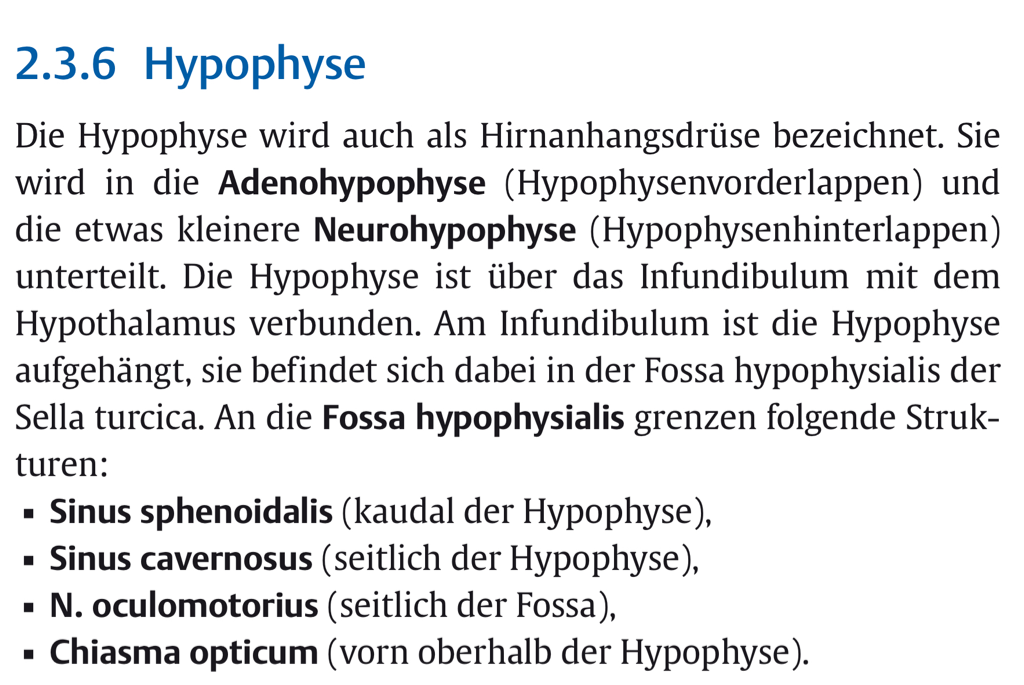 2.3.6 Hypophyse
Die Hypophyse wird auch als Hirnanhangsdrüse bezeichnet. Sie
wird in die Adenohypophyse (Hypophysenvorderlappen) und
die etwas kleinere Neurohypophyse (Hypophysenhinterlappen)
unterteilt. Die Hypophyse ist über das Infundibulum mit dem
Hypothalamus verbunden. Am Infundibulum ist die Hypophyse
aufgehängt, sie befindet sich dabei in der Fossa hypophysialis der
Sella turcica. An die Fossa hypophysialis grenzen folgende Struk-
turen:
▪ Sinus sphenoidalis (kaudal der Hypophyse),
▪ Sinus cavernosus (seitlich der Hypophyse),
▪ N. oculomotorius (seitlich der Fossa),
▪ Chiasma opticum (vorn oberhalb der Hypophyse).